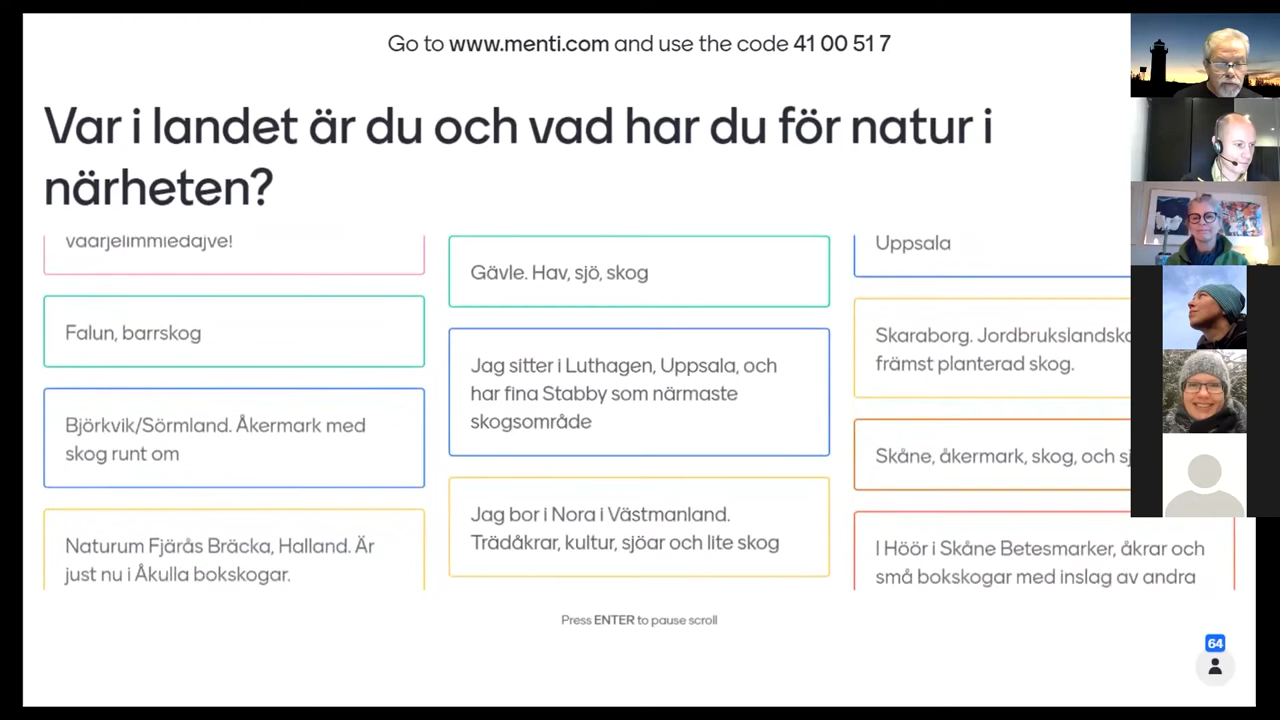 Go to www.menti.com and use the code 41 00 51 7
Var i landet är du och vad har du för natur i
närheten?
vaarjelimmiedajve!
Falun, barrskog
Björkvik/Sörmland. Åkermark med
skog runt om
Naturum Fjärås Bräcka, Halland. Är
just nu i Åkulla bokskogar.
Gävle. Hav, sjö, skog
Jag sitter i Luthagen, Uppsala, och
har fina Stabby som närmaste
skogsområde
Jag bor i Nora i Västmanland.
Trädåkrar, kultur, sjöar och lite skog
Uppsala
Skaraborg.
främst planterad skog.
Skåne, åkermark, skog, och
I Höör i Skåne Betesmarker, åkrar och
små bokskogar med inslag av andra
Press ENTER to pause scroll
64